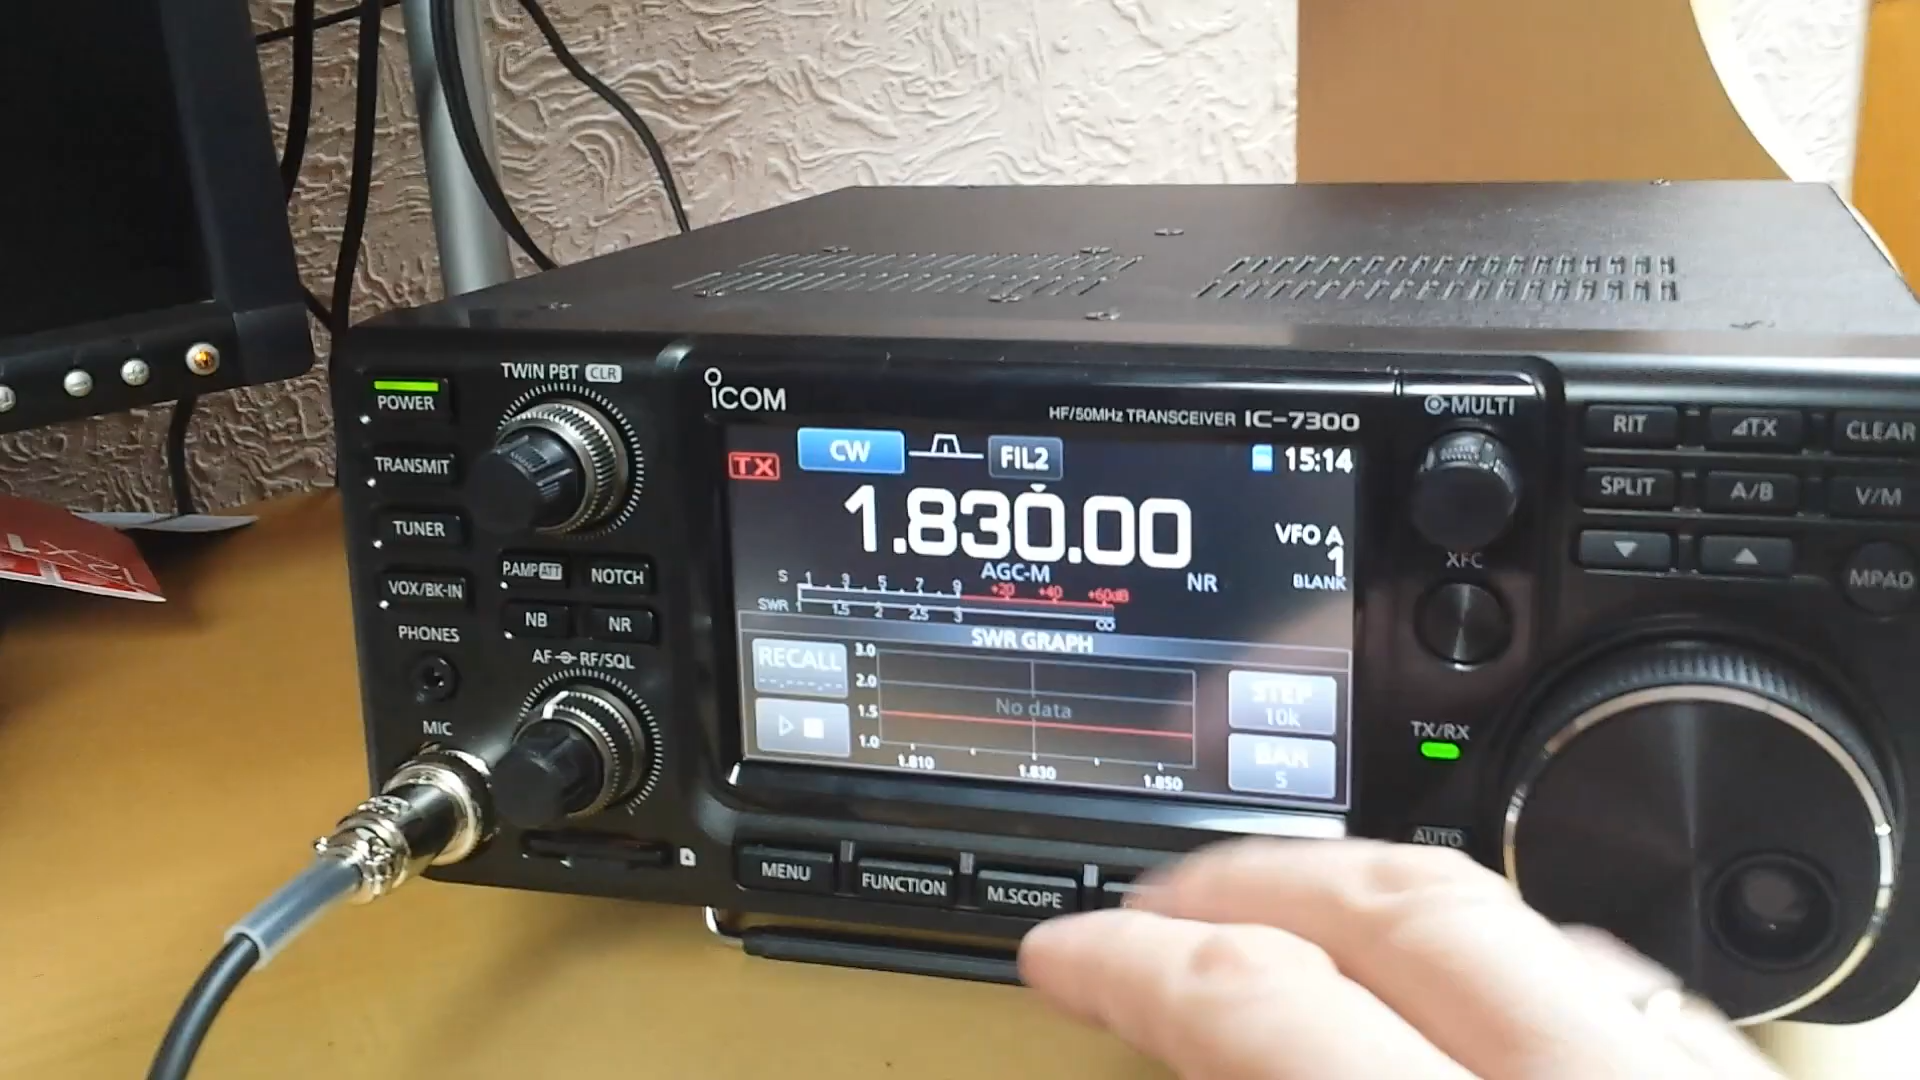 POWER
TRANSMIT
TUNER
VOX/BK-IN
PHONES
MIC
TWIN PBT CLR
P.AMP ATT
NOTCH
NB
NR
AF RF/SQL
ICOM
HF/50MHz TRANSCEIVER IC-7300
TX
CW
FIL2
15:14
1.830.00
VFO A
1
BLANK
AGC-M
NR
S 1 3 5 7 9 +20 +40 +60dB
SWR 1 1.5 2 2.5 3 ∞
SWR GRAPH
RECALL
--.------
3.0
2.0
1.5
1.0
No data
1.810 1.830 1.850
STEP
10k
BAR
5
MENU
FUNCTION
M.SCOPE
MULTI
XFC
TX/RX
AUTO
RIT
⊿TX
CLEAR
SPLIT
A/B
V/M
MPAD